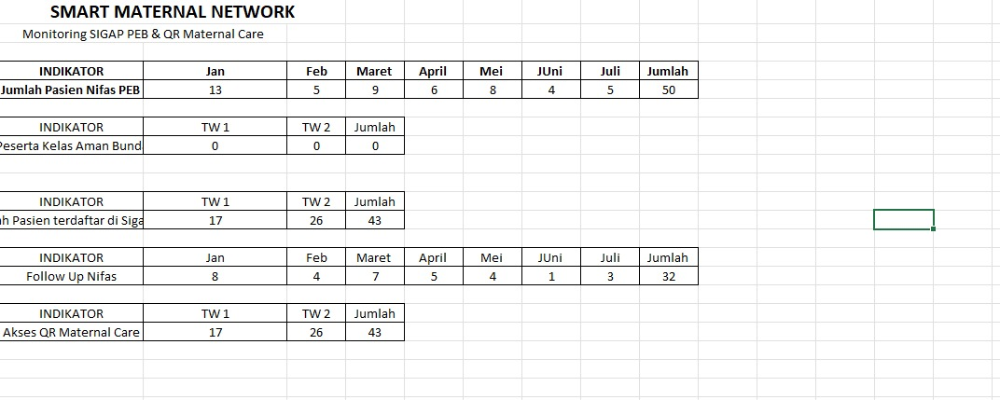 SMART MATERNAL NETWORK
Monitoring SIGAP PEB & QR Maternal Care
INDIKATOR Jan Feb Maret April Mei JUni Juli Jumlah
Jumlah Pasien Nifas PEB 13 5 9 6 8 4 5 50
INDIKATOR TW 1 TW 2 Jumlah
Peserta Kelas Aman Bund 0 0 0
INDIKATOR TW 1 TW 2 Jumlah
ah Pasien terdaftar di Siga 17 26 43
INDIKATOR Jan Feb Maret April Mei JUni Juli Jumlah
Follow Up Nifas 8 4 7 5 4 1 3 32
INDIKATOR TW 1 TW 2 Jumlah
Akses QR Maternal Care 17 26 43